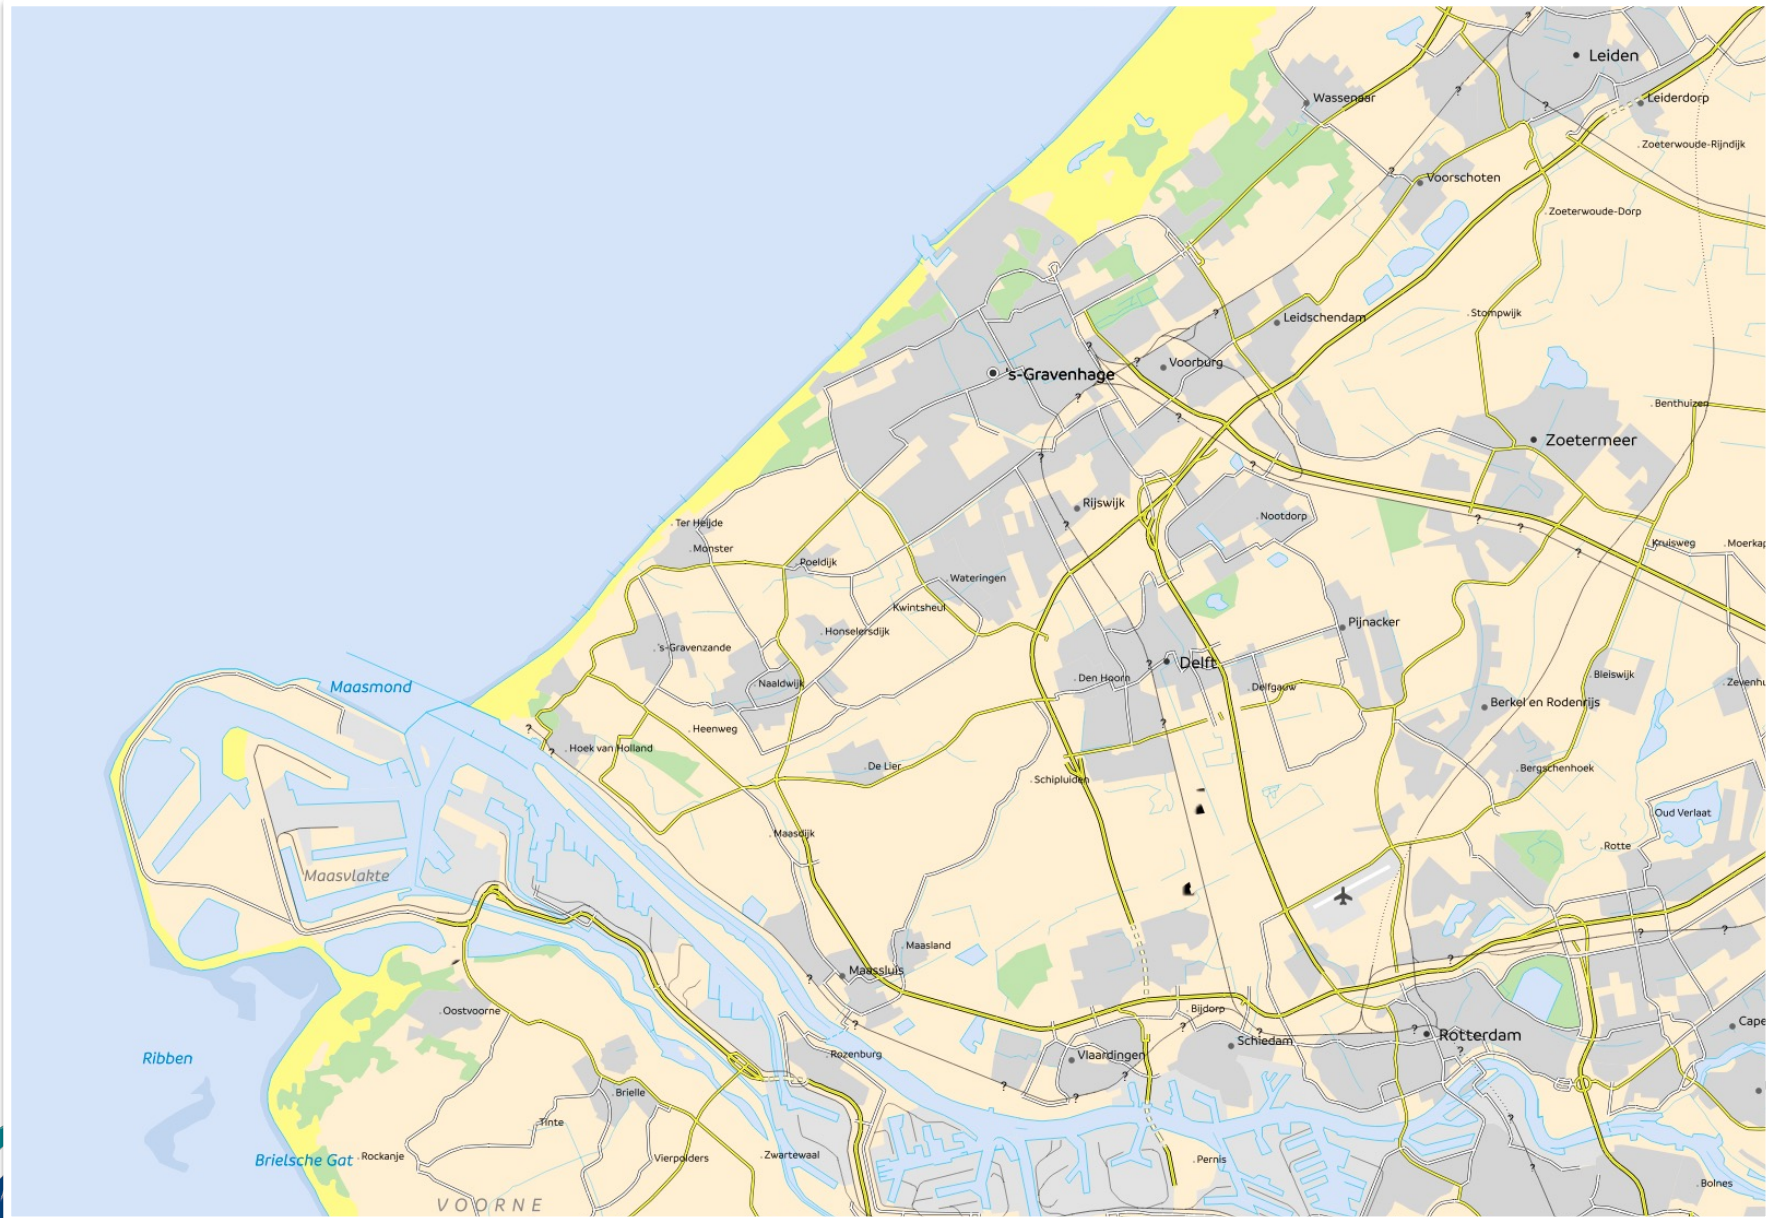 Leiden
Wassenaar
Leiderdorp
Zoeterwoude-Rijndijk
Voorschoten
Zoeterwoude-Dorp
Leidschendam
Stompwijk
Voorburg
's-Gravenhage
Benthuizen
Zoetermeer
Rijswijk
Nootdorp
Ter Heijde
Monster
Kruisweg
Moerkap
Poeldijk
Wateringen
Kwintsheul
Pijnacker
Honselersdijk
's-Gravenzande
Delft
Den Hoorn
Bleiswijk
Naaldwijk
Zevenhu
Maasmond
Delfgauw
Berkel en Rodenrijs
Heenweg
Hoek van Holland
De Lier
Bergschenhoek
Schipluiden
Oud Verlaat
Maasdijk
Rotte
Maasvlakte
Maasland
Maassluis
Oostvoorne
Bijdorp
Cape
Rotterdam
Schiedam
Rozenburg
Vlaardingen
Ribben
Brielle
Tinte
Zwartewaal
Rockanje
Vierpolders
Brielsche Gat
Pernis
Bolnes
VOORNE